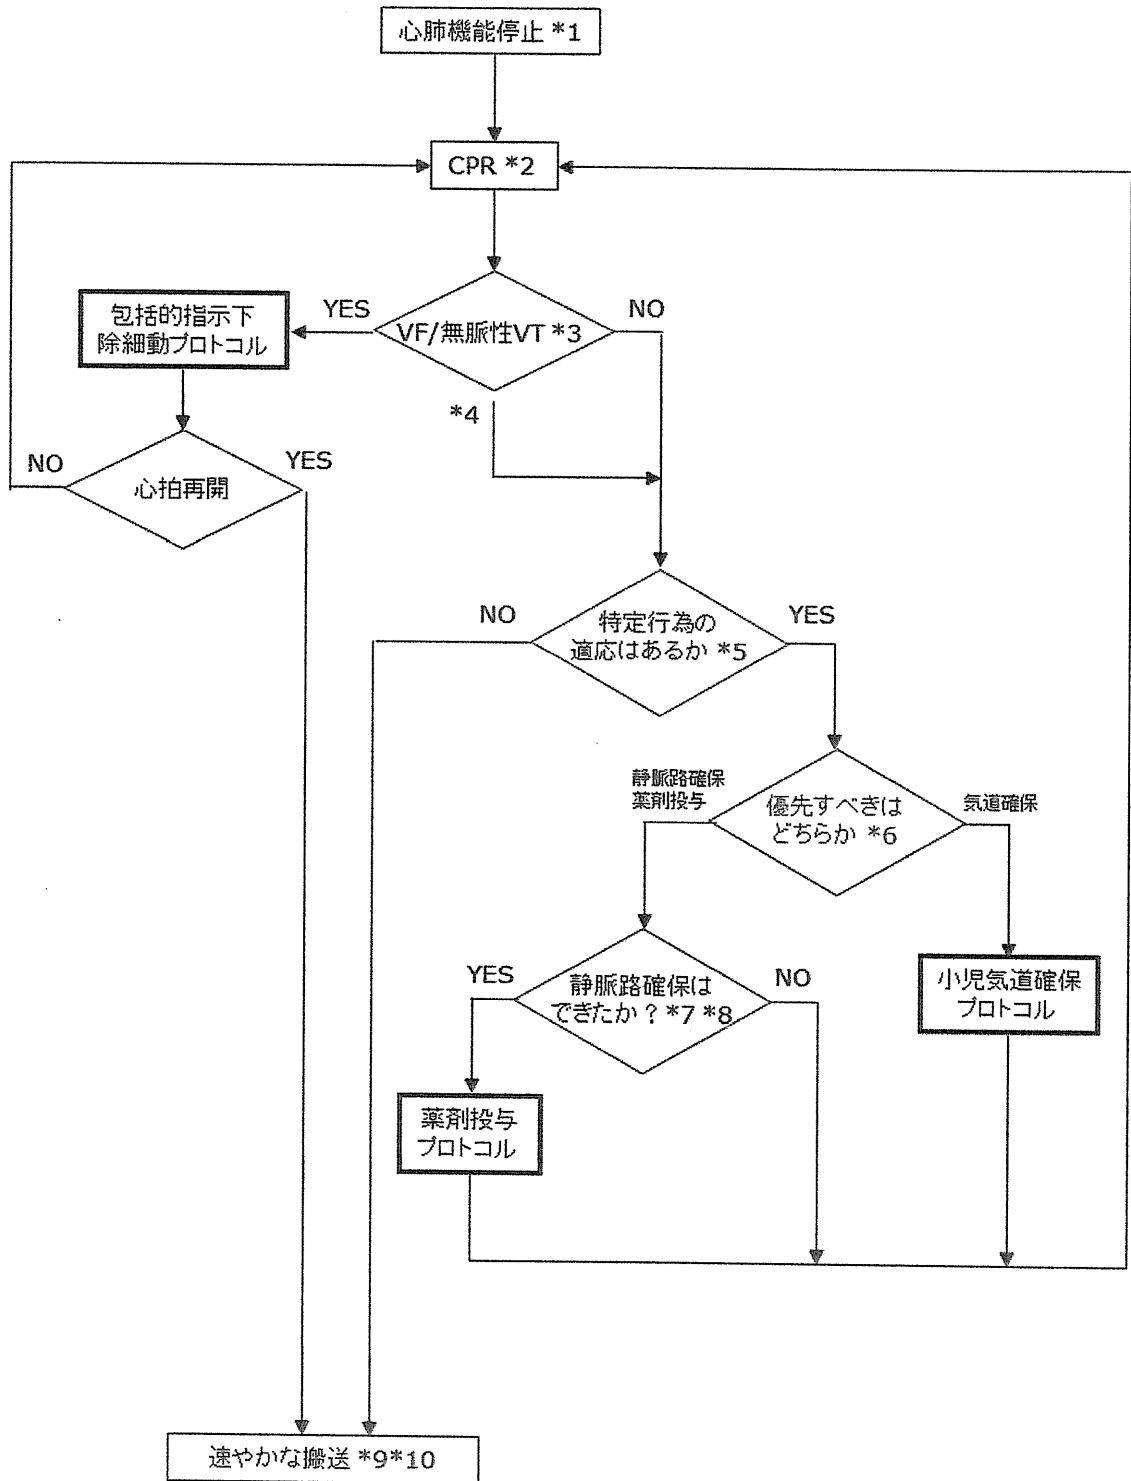 心肺機能停止 *1
CPR *2
包括的指示下
除細動プロトコル
YES
VF/無脈性VT *3
NO
*4
NO
心拍再開
YES
NO
特定行為の
適応はあるか *5
YES
静脈路確保
薬剤投与
優先すべきは
どちらか *6
気道確保
YES
静脈路確保は
できたか？*7 *8
NO
小児気道確保
プロトコル
薬剤投与
プロトコル
速やかな搬送 *9*10